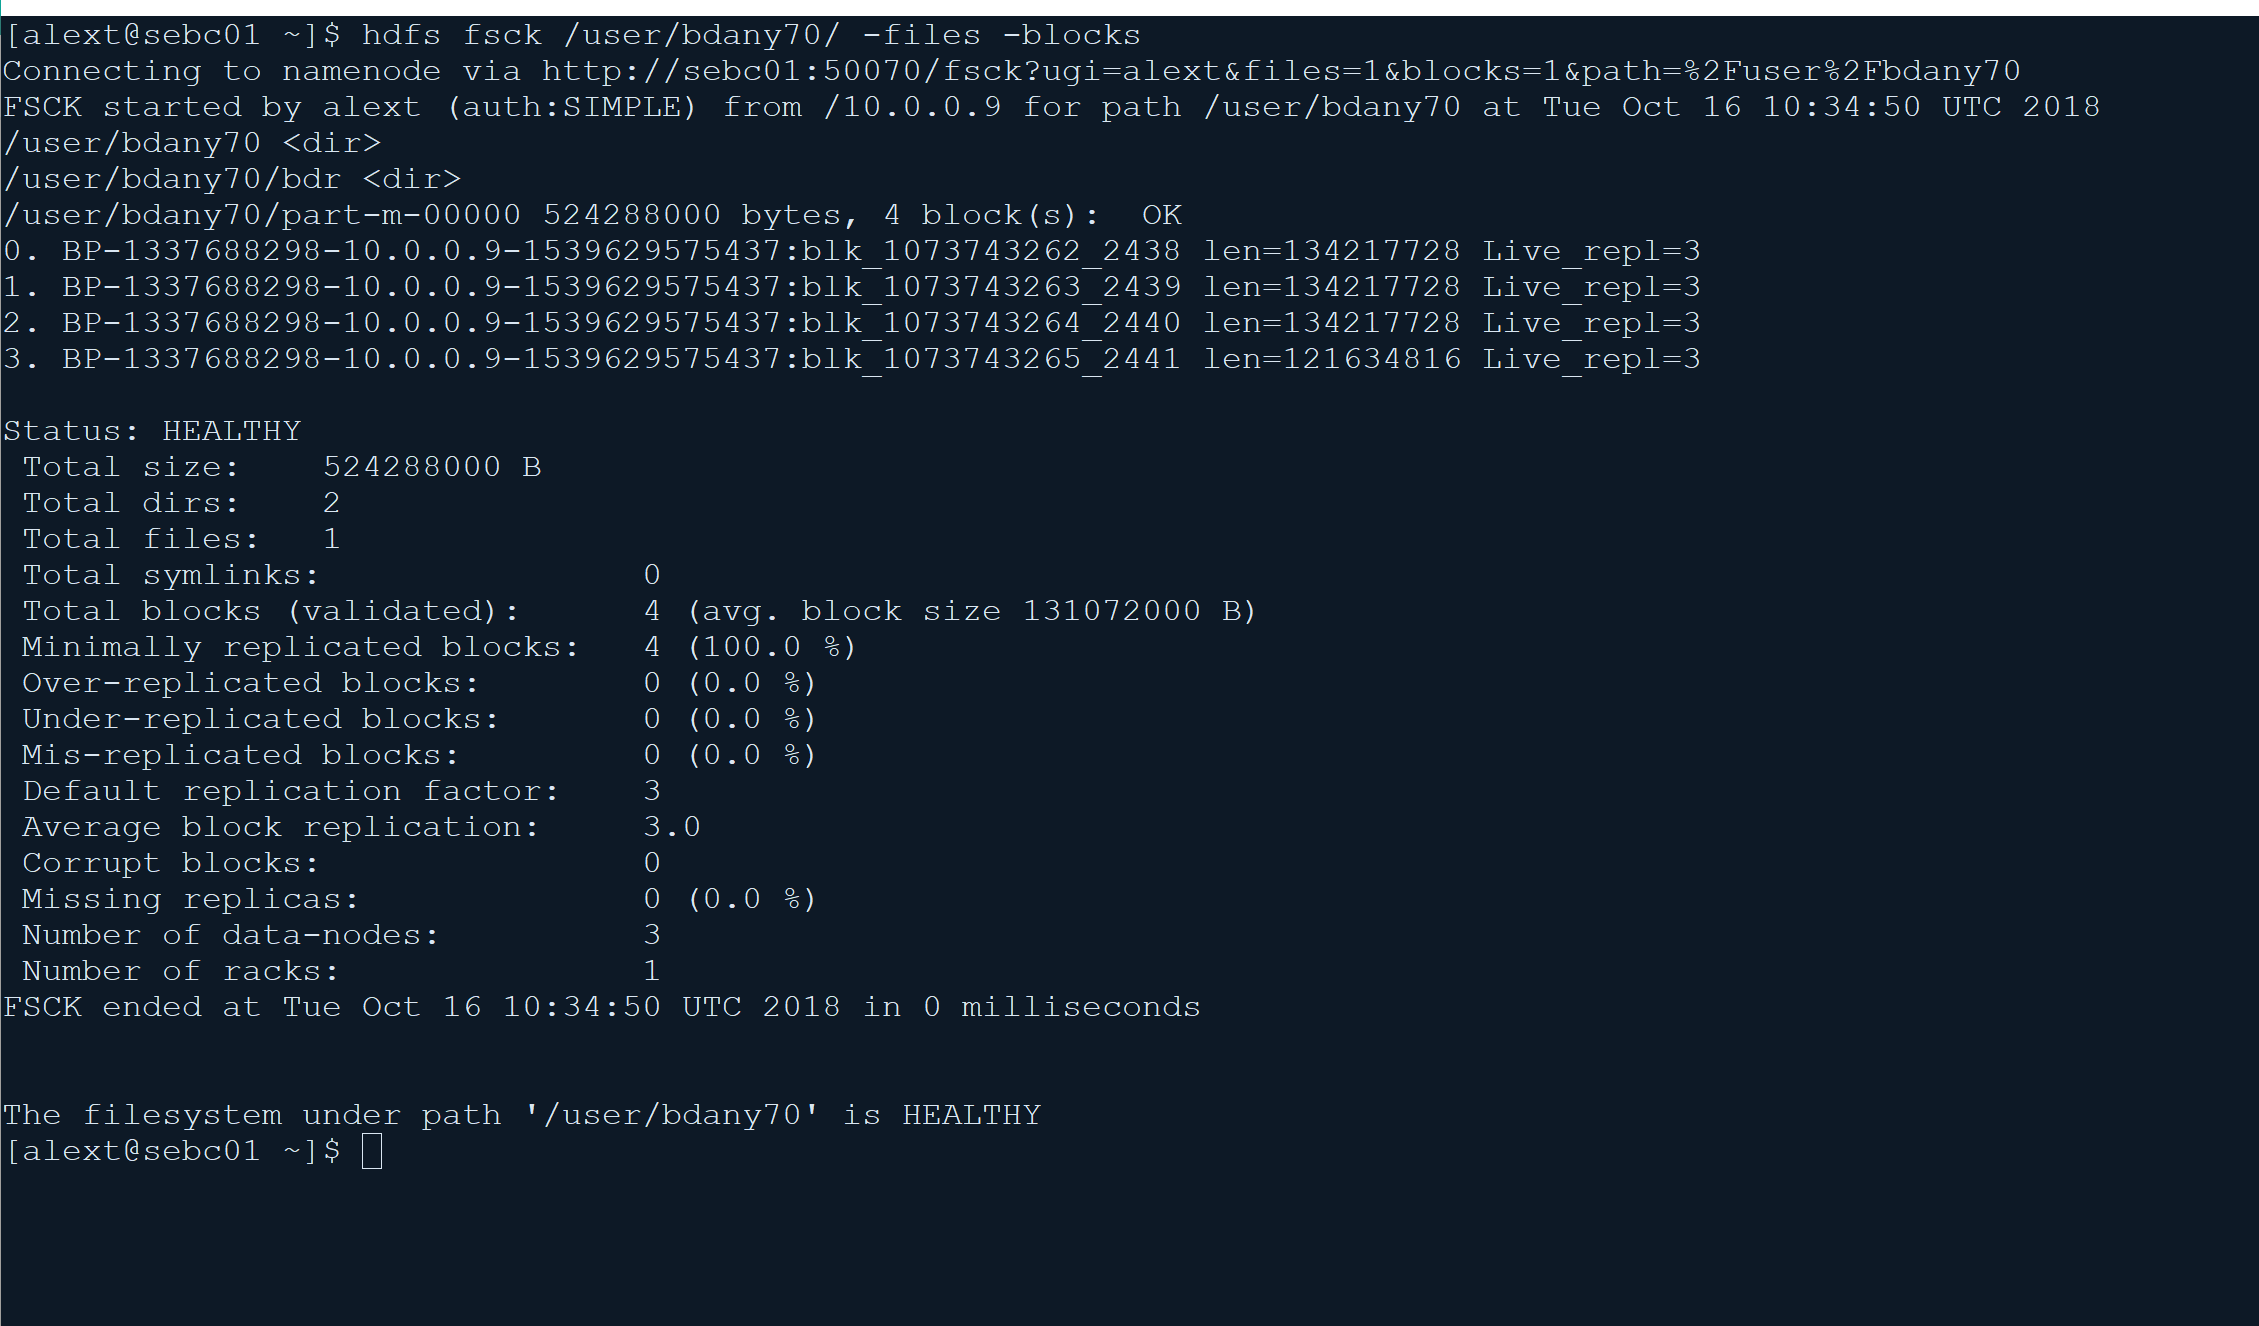 [alext@sebc01 ~]$ hdfs fsck /user/bdany70/ -files -blocks
Connecting to namenode via http://sebc01:50070/fsck?ugi=alext&files=1&blocks=1&path=%2Fuser%2Fbdany70
FSCK started by alext (auth:SIMPLE) from /10.0.0.9 for path /user/bdany70 at Tue Oct 16 10:34:50 UTC 2018
/user/bdany70 <dir>
/user/bdany70/bdr <dir>
/user/bdany70/part-m-00000 524288000 bytes, 4 block(s):  OK
0. BP-1337688298-10.0.0.9-1539629575437:blk_1073743262_2438 len=134217728 Live_repl=3
1. BP-1337688298-10.0.0.9-1539629575437:blk_1073743263_2439 len=134217728 Live_repl=3
2. BP-1337688298-10.0.0.9-1539629575437:blk_1073743264_2440 len=134217728 Live_repl=3
3. BP-1337688298-10.0.0.9-1539629575437:blk_1073743265_2441 len=121634816 Live_repl=3
Status: HEALTHY
Total size:    524288000 B
Total dirs:    2
Total files:   1
Total symlinks:                0
Total blocks (validated):      4 (avg. block size 131072000 B)
Minimally replicated blocks:   4 (100.0 %)
Over-replicated blocks:        0 (0.0 %)
Under-replicated blocks:       0 (0.0 %)
Mis-replicated blocks:         0 (0.0 %)
Default replication factor:    3
Average block replication:     3.0
Corrupt blocks:                0
Missing replicas:              0 (0.0 %)
Number of data-nodes:          3
Number of racks:               1
FSCK ended at Tue Oct 16 10:34:50 UTC 2018 in 0 milliseconds
The filesystem under path '/user/bdany70' is HEALTHY
[alext@sebc01 ~]$